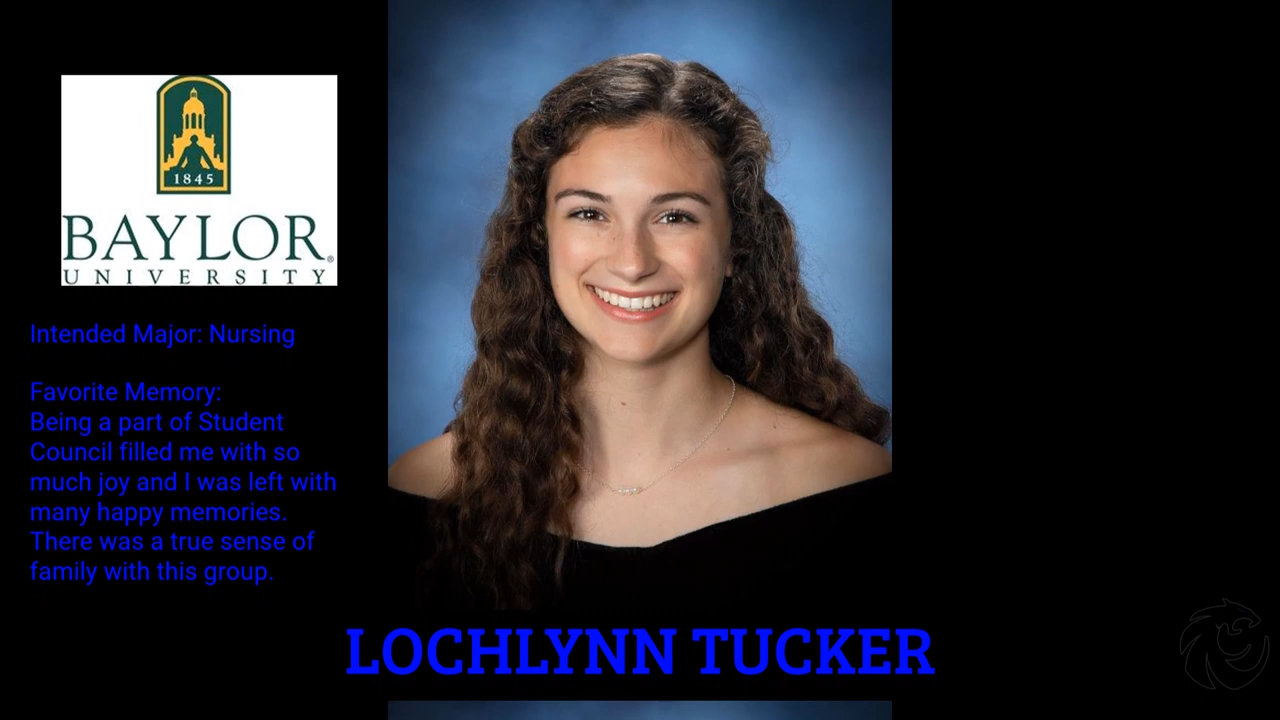 1845
BAYLOR®
UNIVERSITY
Intended Major: Nursing
Favorite Memory:
Being a part of Student
Council filled me with so
much joy and I was left with
many happy memories.
There was a true sense of
family with this group.
LOCHLYNN TUCKER